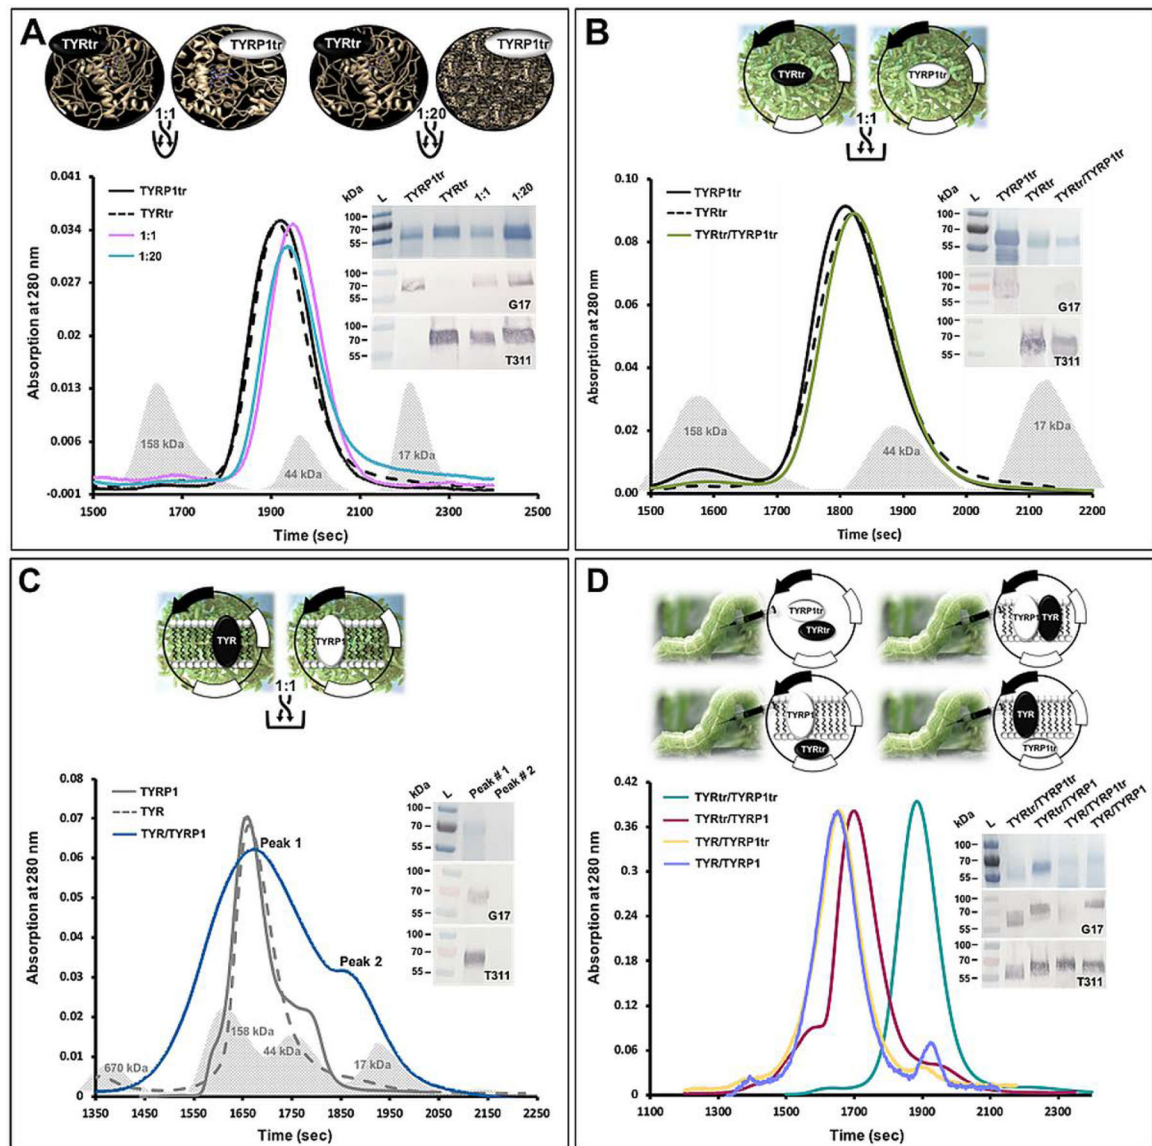 A
TYRtr
TYRP1tr
TYRtr
TYRP1tr
1:1
1:20
0.041
0.034
0.027
0.02
0.013
0.006
-0.001
Absorption at 280 nm
TYRP1tr
TYRtr
1:1
1:20
kDa
L
TYRP1tr
TYRtr
1:1
1:20
100
70
55
100
70
55
G17
100
70
55
T311
158 kDa
44 kDa
17 kDa
1500
1700
1900
2100
2300
2500
Time (sec)
B
TYRtr
TYRP1tr
1:1
0.10
0.08
0.06
0.04
0.02
0.00
Absorption at 280 nm
TYRP1tr
TYRtr
TYRtr/TYRP1tr
kDa
L
TYRP1tr
TYRtr
TYRtr/TYRP1tr
100
70
55
100
70
55
G17
100
70
55
T311
158 kDa
44 kDa
17 kDa
1500
1600
1700
1800
1900
2000
2100
2200
Time (sec)
C
TYR
TYRP1
1:1
0.08
0.07
0.06
0.05
0.04
0.03
0.02
0.01
0
Absorption at 280 nm
TYRP1
TYR
TYR/TYRP1
Peak 1
Peak 2
kDa
L
Peak # 1
Peak # 2
100
70
55
100
70
55
G17
100
70
55
T311
670 kDa
158 kDa
44 kDa
17 kDa
1350
1450
1550
1650
1750
1850
1950
2050
2150
2250
Time (sec)
D
TYRP1tr
TYRtr
TYRP1
TYR
TYRP1
TYRtr
TYR
TYRP1tr
0.42
0.36
0.3
0.24
0.18
0.12
0.06
0
Absorption at 280 nm
TYRtr/TYRP1tr
TYRtr/TYRP1
TYR/TYRP1tr
TYR/TYRP1
kDa
L
TYRtr/TYRP1tr
TYRtr/TYRP1
TYR/TYRP1tr
TYR/TYRP1
100
70
55
100
70
55
G17
100
70
55
T311
1100
1300
1500
1700
1900
2100
2300
Time (sec)